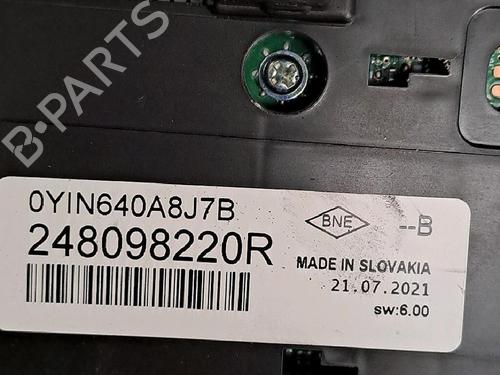 B-PARTS
0YIN640A8J7B
248098220R
BNE
--B
MADE IN SLOVAKIA
21.07.2021
sw:6.00